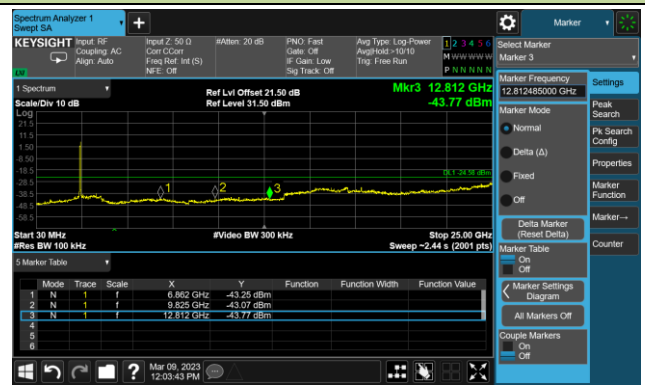 Spectrum Analyzer 1
Swept SA
Marker
KEYSIGHT
Input: RF
Coupling: AC
Align: Auto
Input Z: 50 Ω
Corr CCorr
Freq Ref: Int (S)
NFE: Off
#Atten: 20 dB
PNO: Fast
Gate: Off
IF Gain: Low
Sig Track: Off
Avg Type: Log-Power
Avg|Hold:>10/10
Trig: Free Run
1 2 3 4 5 6
M W W W W W
P N N N N N
LXI
Select Marker
Marker 3
1 Spectrum
Scale/Div 10 dB
Log
Ref Lvl Offset 21.50 dB
Ref Level 31.50 dBm
Mkr3 12.812 GHz
-43.77 dBm
21.5
11.5
1.50
-8.50
-18.5
-28.5
-38.5
-48.5
-58.5
DL1 -24.58 dBm
1
2
3
Start 30 MHz
#Res BW 100 kHz
#Video BW 300 kHz
Stop 25.00 GHz
Sweep ~2.44 s (2001 pts)
5 Marker Table
Mode Trace Scale X Y Function Function Width Function Value
1 N 1 f 6.862 GHz -43.25 dBm
2 N 1 f 9.825 GHz -43.07 dBm
3 N 1 f 12.812 GHz -43.77 dBm
4
5
6
Mar 09, 2023
12:03:43 PM
Marker Frequency
12.812485000 GHz
Marker Mode
Normal
Delta (Δ)
Fixed
Off
Delta Marker
(Reset Delta)
Marker Table
On
Off
Marker Settings
Diagram
All Markers Off
Couple Markers
On
Off
Settings
Peak
Search
Pk Search
Config
Properties
Marker
Function
Marker→
Counter